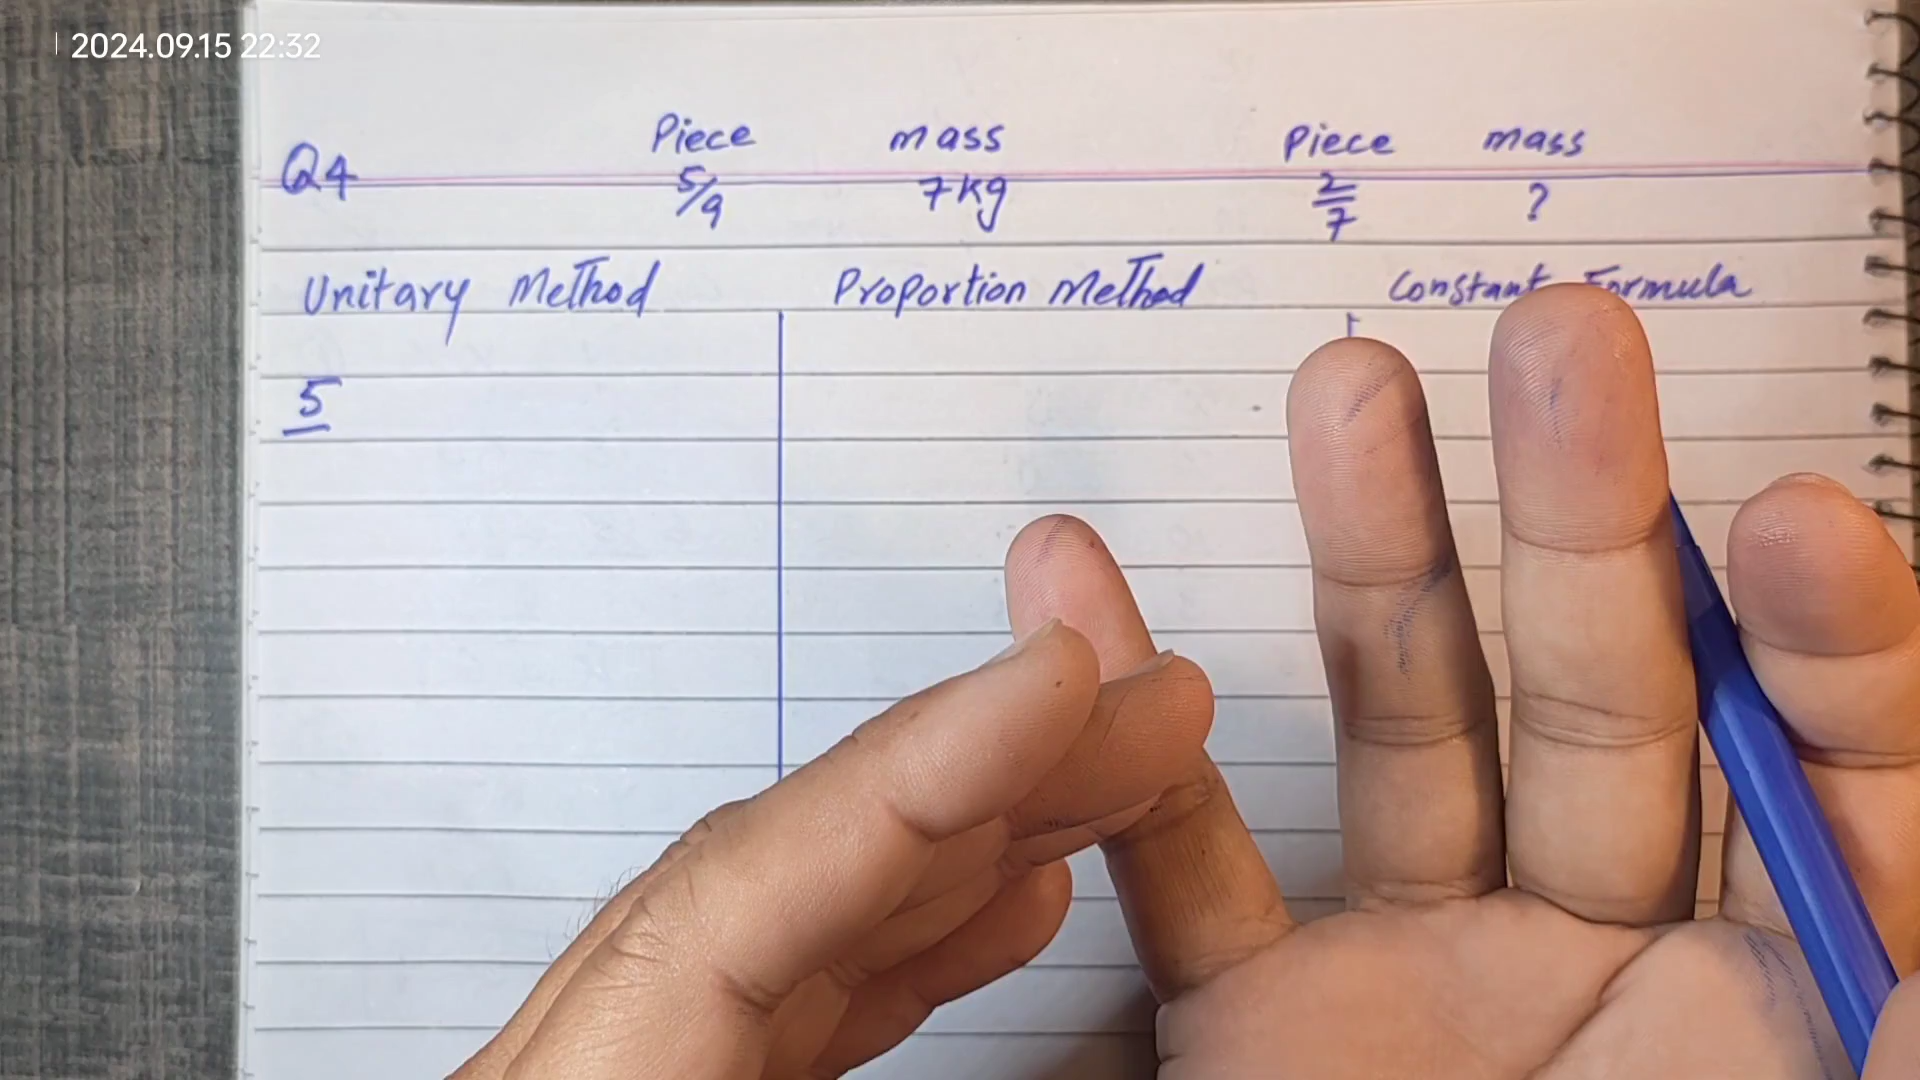 2024.09.15 22:32
Piece mass Piece mass
Q4 5/9 7kg 2/7 ?
Unitary Method Proportion Method Constant Formula
5